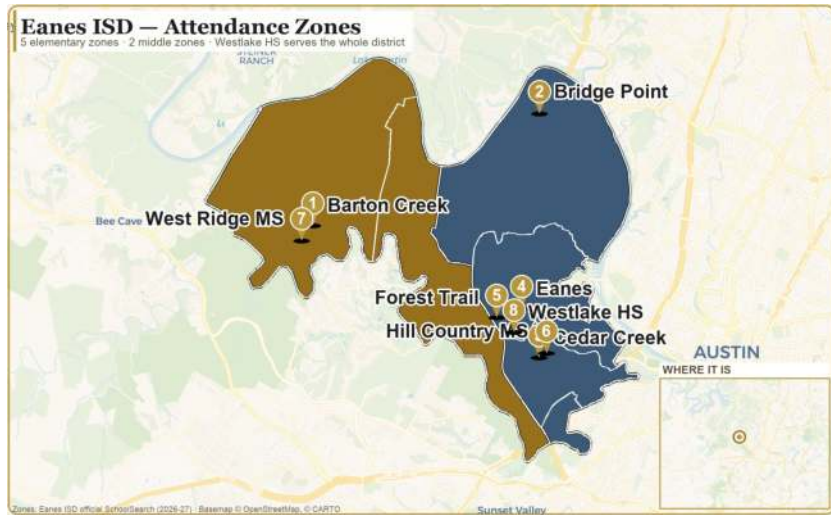 Eanes ISD — Attendance Zones
5 elementary zones · 2 middle zones · Westlake HS serves the whole district
RANCH
2
Bridge Point
1
Barton Creek
7
West Ridge MS
Bee Cave
4
Eanes
5
Forest Trail
8
Westlake HS
Hill Country MS
6
Cedar Creek
AUSTIN
WHERE IT IS
Sunset Valley
Zones: Eanes ISD official SchoolSearch (2026-27) · Basemap © OpenStreetMap, © CARTO